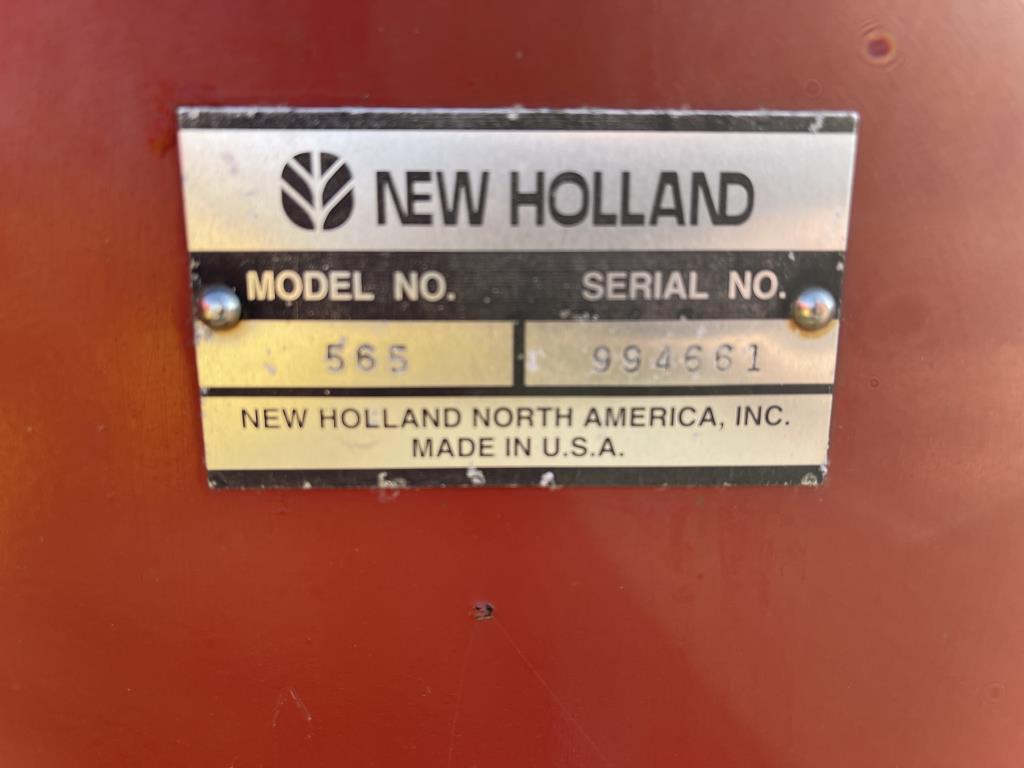 NEW HOLLAND
MODEL NO. SERIAL NO.
565 994661
NEW HOLLAND NORTH AMERICA, INC.
MADE IN U.S.A.